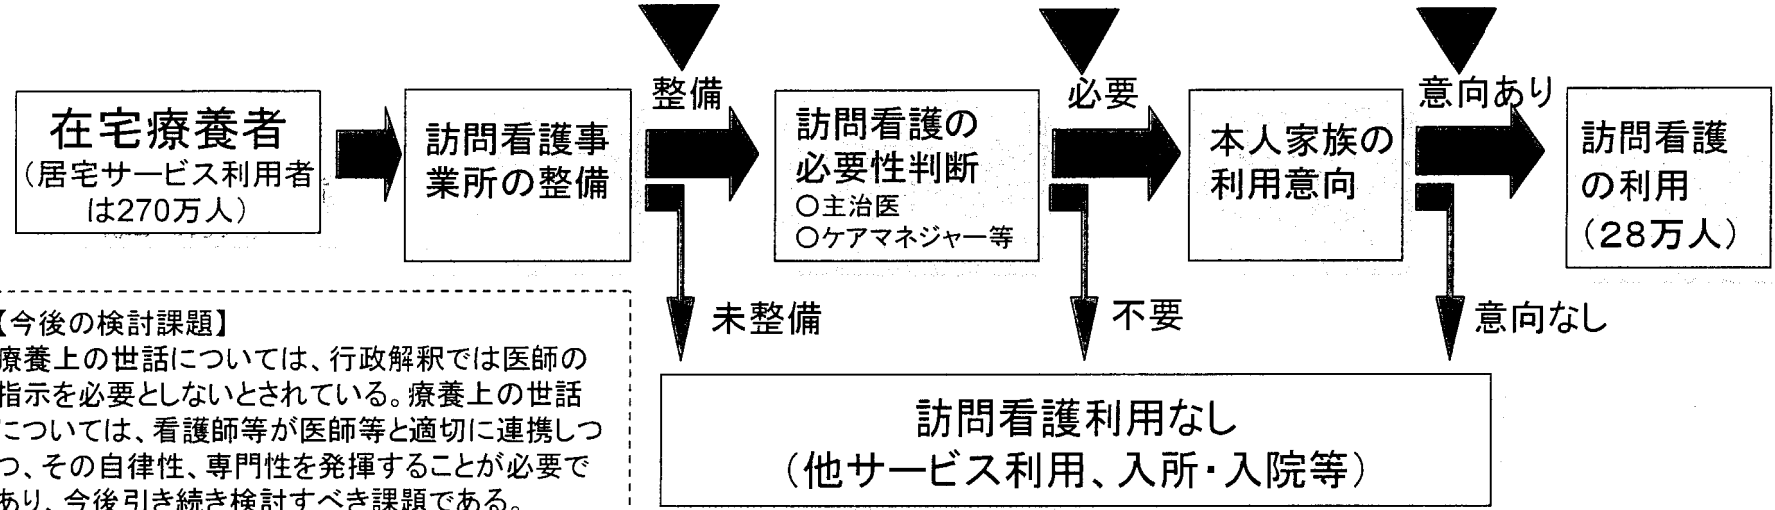 整備
必要
意向あり
在宅療養者
（居宅サービス利用者
は270万人）
訪問看護事
業所の整備
訪問看護の
必要性判断
○主治医
○ケアマネジャー等
本人家族の
利用意向
訪問看護
の利用
（28万人）
未整備
不要
意向なし
【今後の検討課題】
療養上の世話については、行政解釈では医師の
指示を必要としないとされている。療養上の世話
については、看護師等が医師等と適切に連携しつ
つ、その自律性、専門性を発揮することが必要で
あり、今後引き続き検討すべき課題である。
訪問看護利用なし
（他サービス利用、入所・入院等）